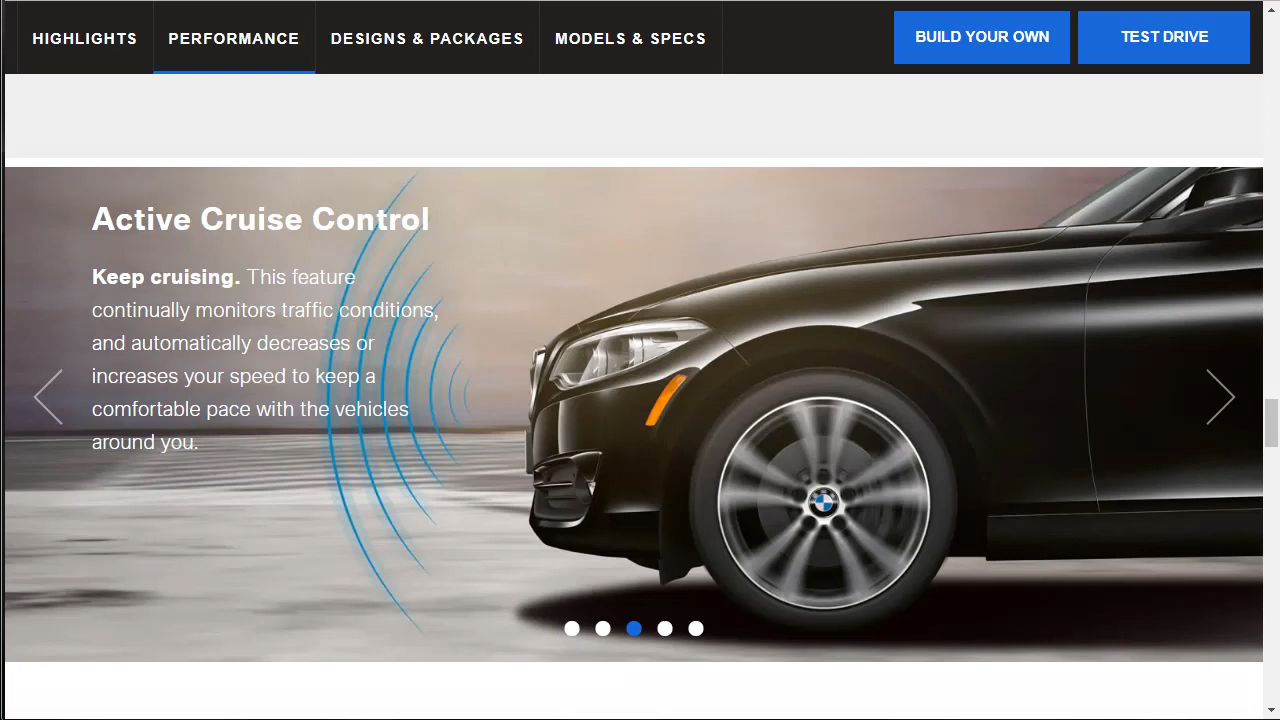 HIGHLIGHTS
PERFORMANCE
DESIGNS & PACKAGES
MODELS & SPECS
BUILD YOUR OWN
TEST DRIVE
Active Cruise Control
Keep cruising. This feature
continually monitors traffic conditions,
and automatically decreases or
increases your speed to keep a
comfortable pace with the vehicles
around you.